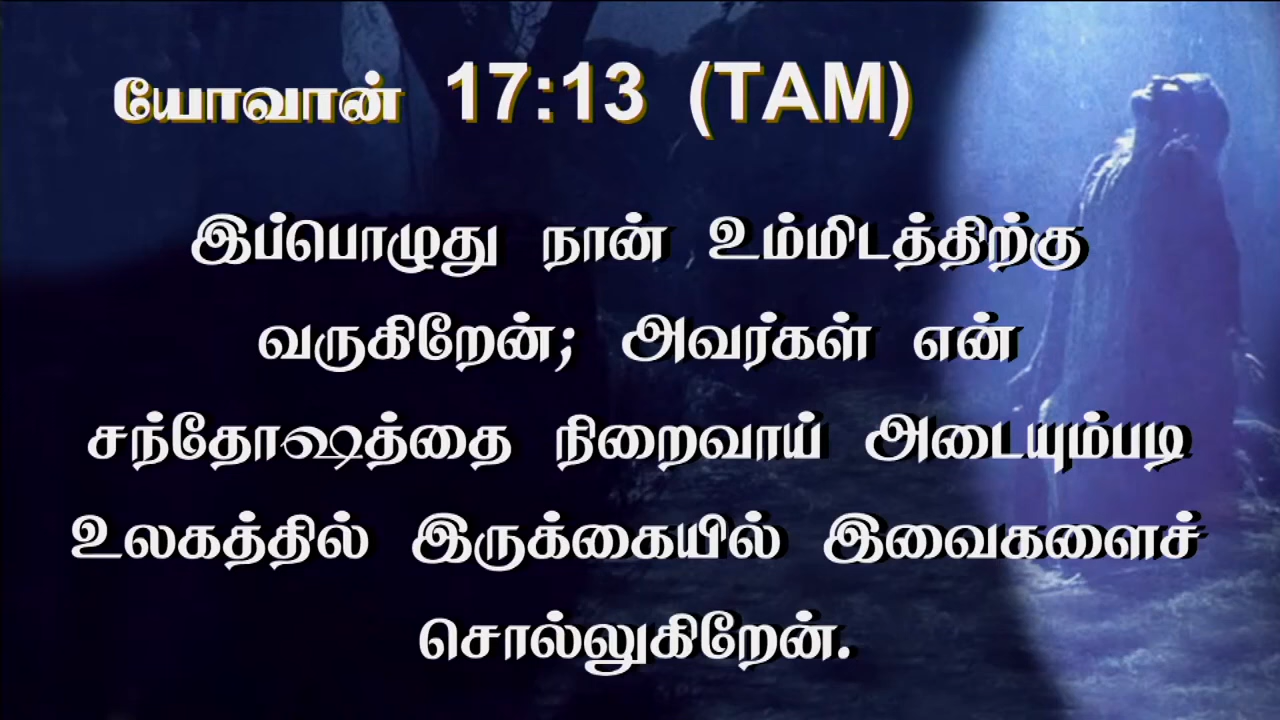 யோவான் 17:13 (TAM)
இப்பொழுது நான் உம்மிடத்திற்கு
வருகிறேன்; அவர்கள் என்
சந்தோஷத்தை நிறைவாய் அடையும்படி
உலகத்தில் இருக்கையில் இவைகளைச்
சொல்லுகிறேன்.